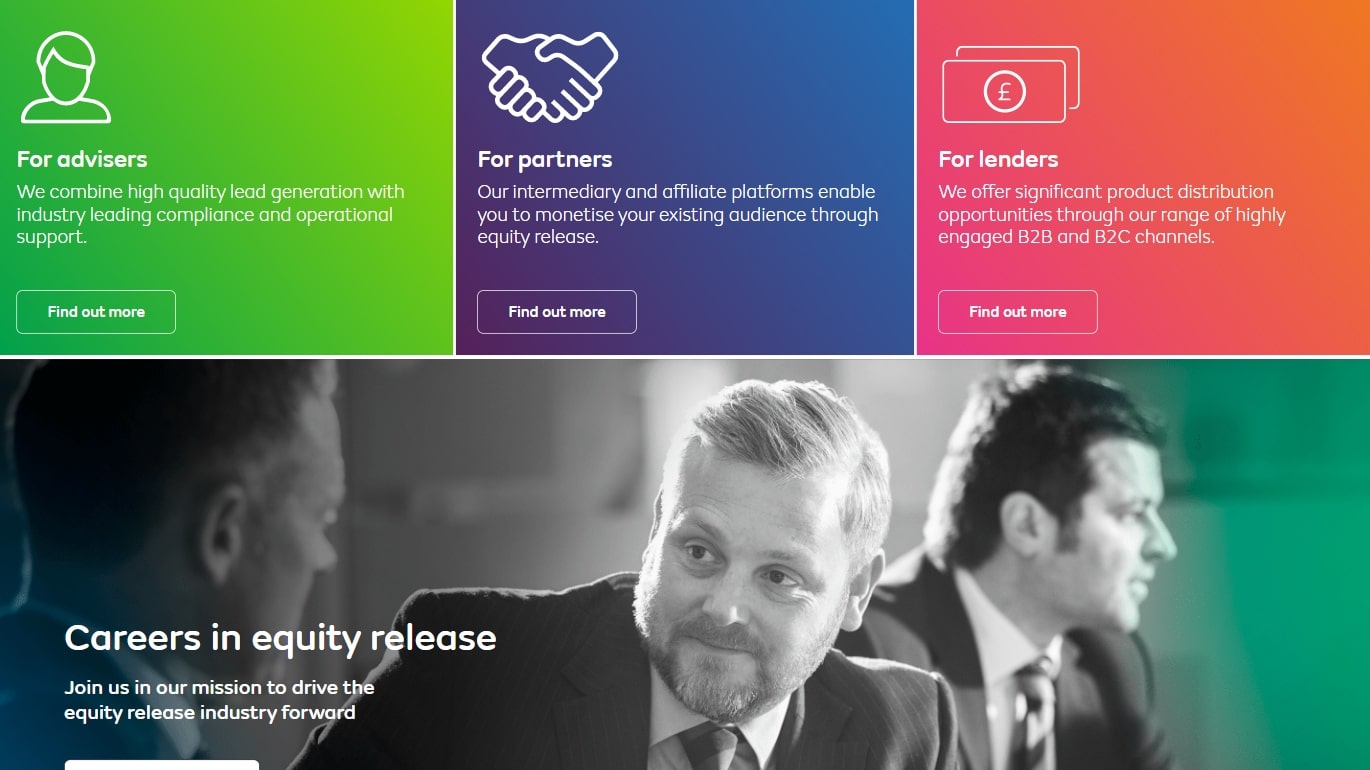 £
For advisers
We combine high quality lead generation with
industry leading compliance and operational
support.
Find out more
For partners
Our intermediary and affiliate platforms enable
you to monetise your existing audience through
equity release.
Find out more
For lenders
We offer significant product distribution
opportunities through our range of highly
engaged B2B and B2C channels.
Find out more
Careers in equity release
Join us in our mission to drive the
equity release industry forward